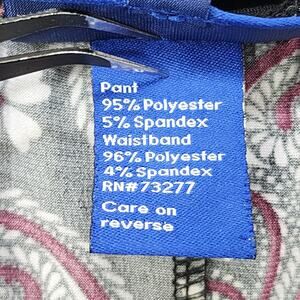 Pant
95% Polyester
5% Spandex
Waistband
96% Polyester
4% Spandex
RN#73277
Care on
reverse